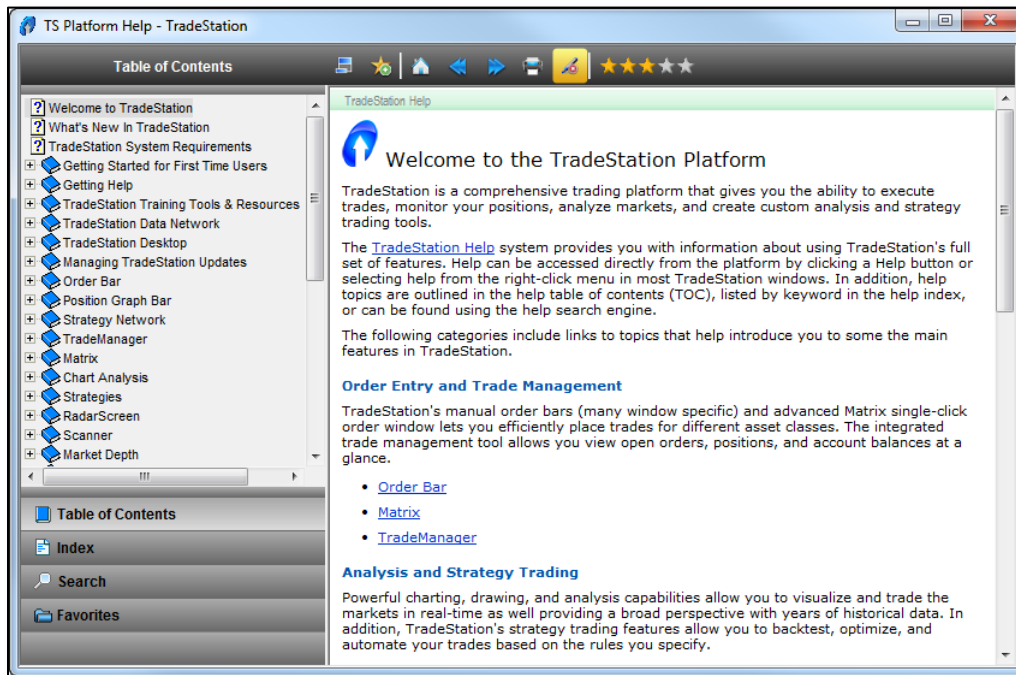 TS Platform Help - TradeStation
Table of Contents
Welcome to TradeStation
What's New In TradeStation
TradeStation System Requirements
Getting Started for First Time Users
Getting Help
TradeStation Training Tools & Resources
TradeStation Data Network
TradeStation Desktop
Managing TradeStation Updates
Order Bar
Position Graph Bar
Strategy Network
TradeManager
Matrix
Chart Analysis
Strategies
RadarScreen
Scanner
Market Depth
Table of Contents
Index
Search
Favorites
TradeStation Help
Welcome to the TradeStation Platform
TradeStation is a comprehensive trading platform that gives you the ability to execute
trades, monitor your positions, analyze markets, and create custom analysis and strategy
trading tools.
The TradeStation Help system provides you with information about using TradeStation's full
set of features. Help can be accessed directly from the platform by clicking a Help button or
selecting help from the right-click menu in most TradeStation windows. In addition, help
topics are outlined in the help table of contents (TOC), listed by keyword in the help index,
or can be found using the help search engine.
The following categories include links to topics that help introduce you to some the main
features in TradeStation.
Order Entry and Trade Management
TradeStation's manual order bars (many window specific) and advanced Matrix single-click
order window lets you efficiently place trades for different asset classes. The integrated
trade management tool allows you view open orders, positions, and account balances at a
glance.
• Order Bar
• Matrix
• TradeManager
Analysis and Strategy Trading
Powerful charting, drawing, and analysis capabilities allow you to visualize and trade the
markets in real-time as well providing a broad perspective with years of historical data. In
addition, TradeStation's strategy trading features allow you to backtest, optimize, and
automate your trades based on the rules you specify.